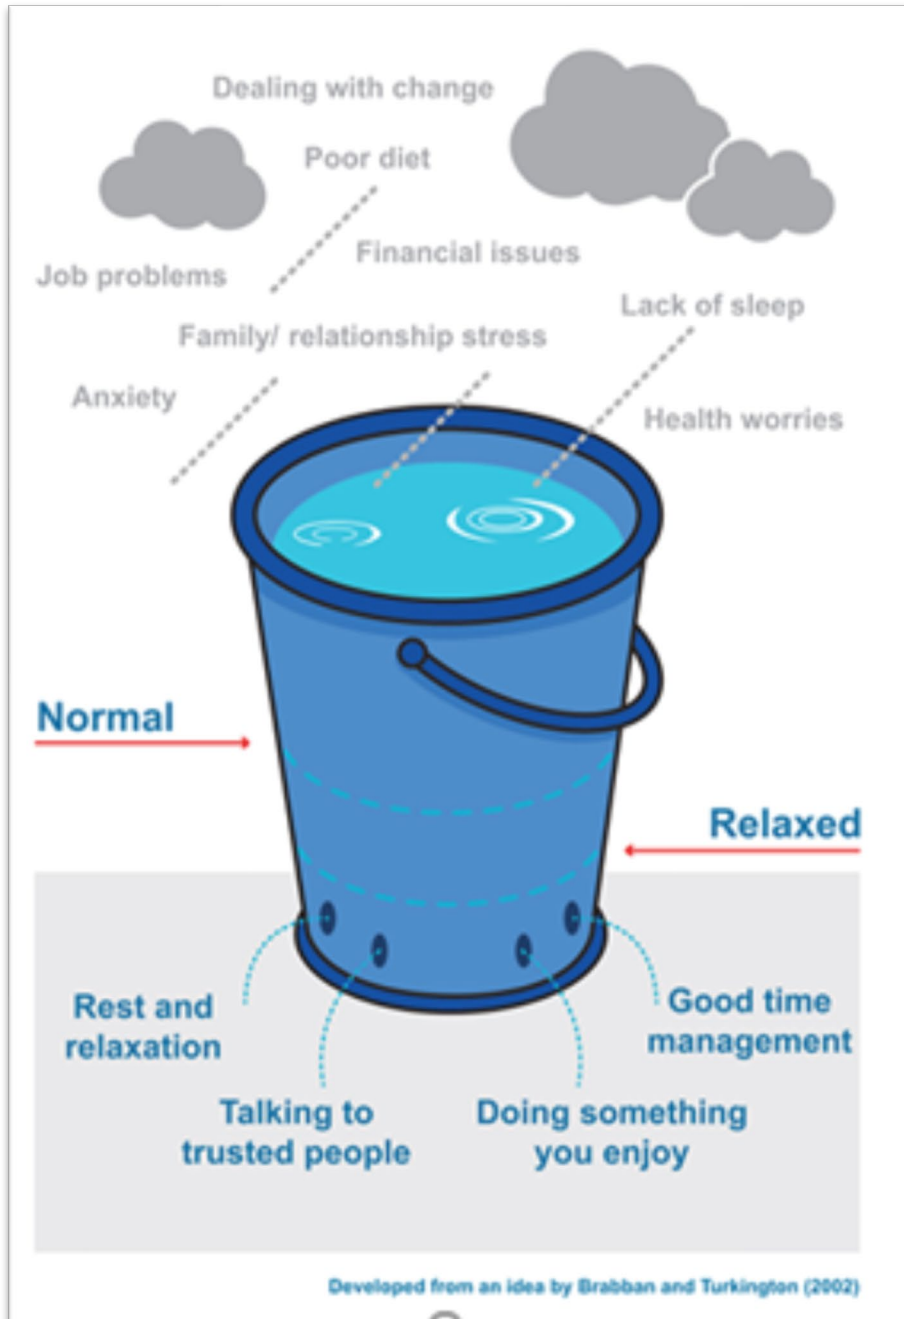 Dealing with change
Poor diet
Financial issues
Job problems
Lack of sleep
Family/ relationship stress
Anxiety
Health worries
Normal
Relaxed
Rest and
relaxation
Good time
management
Talking to
trusted people
Doing something
you enjoy
Developed from an idea by Brabban and Turkington (2002)